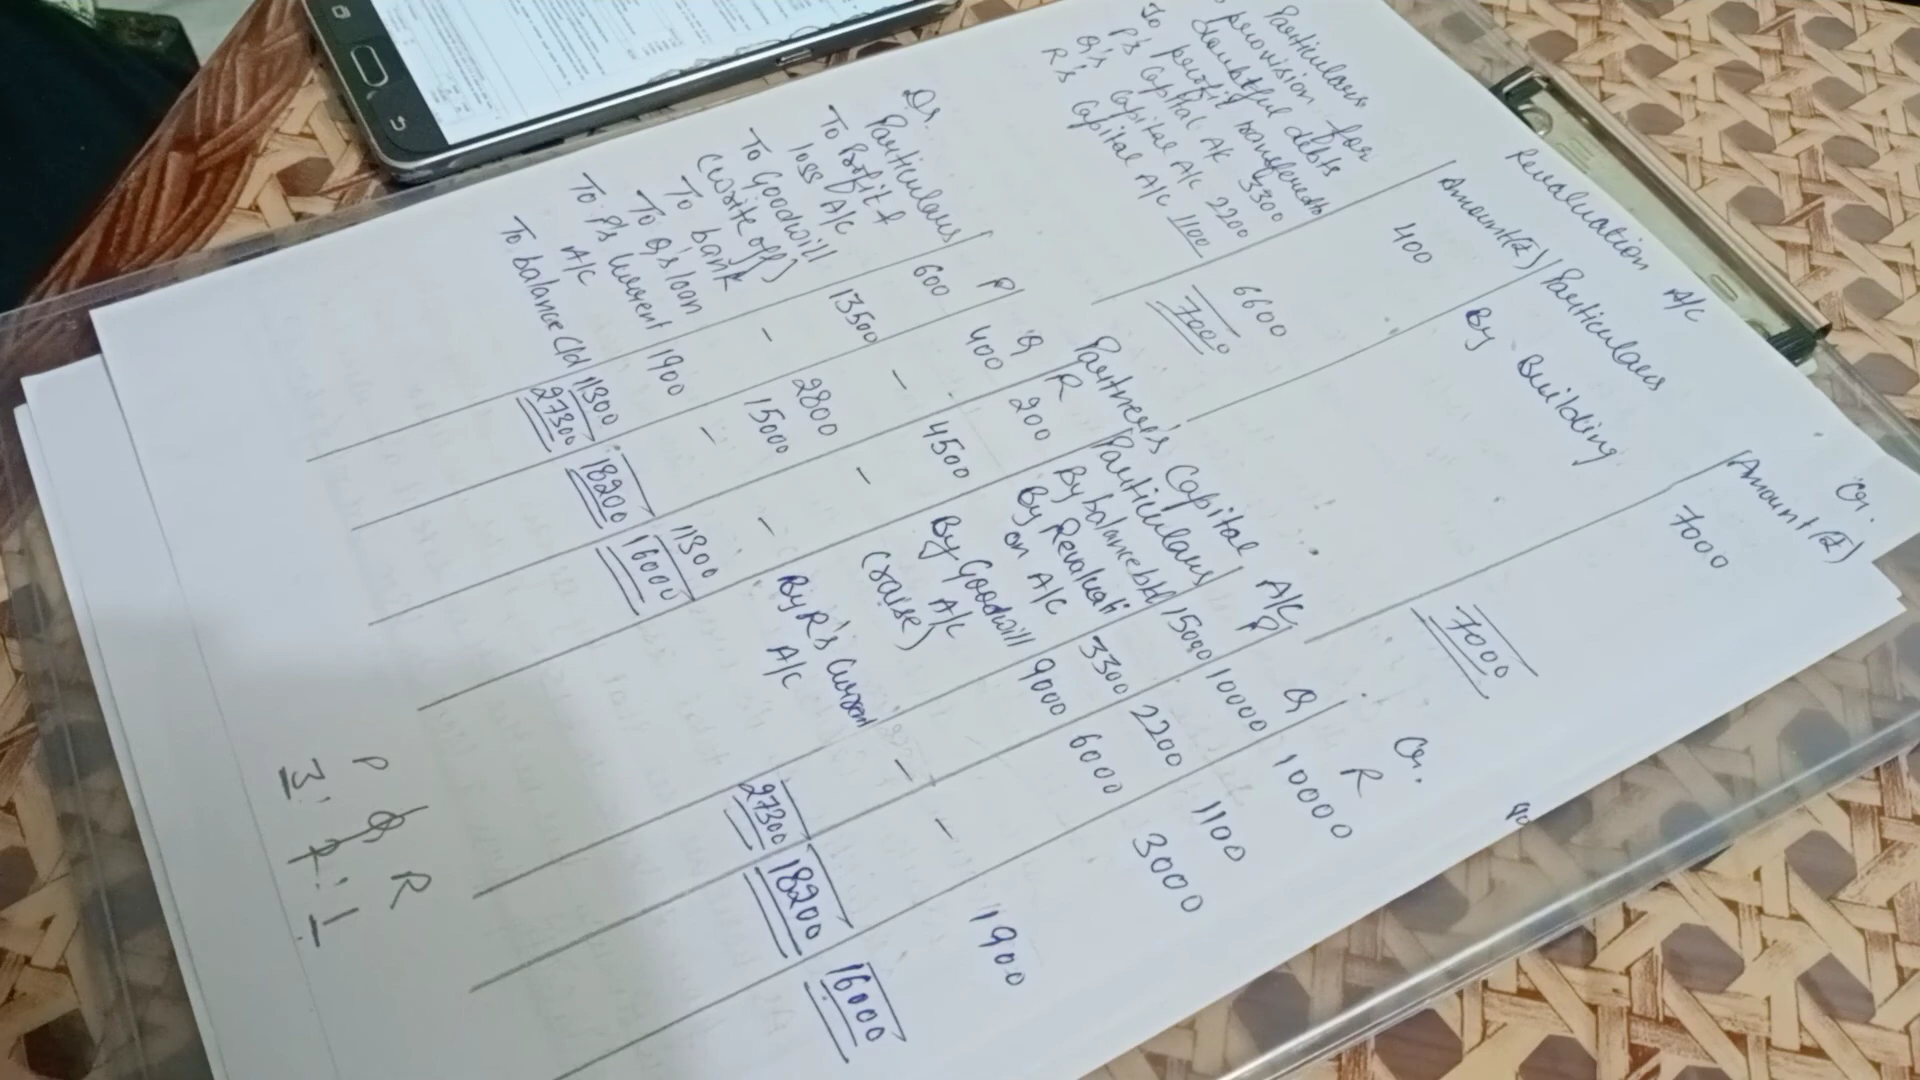 Revaluation A/c
Cr.
Particulars Amount(₹) Particulars Amount(₹)
provision for
doubtful debts 400 By Building 7000
To profit transferred to
P's Capital A/c 3300
Q's Capital A/c 2200
R's Capital A/c 1100 6600
7000 7000
Partner's Capital A/c
Dr. Cr.
Particulars P Q R Particulars P Q R
To Profit & 600 400 200 By balance b/d 15000 10000 10000
loss A/c
By Revaluati 3300 2200 1100
on A/c
To Goodwill 13500 - 4500 By Goodwill 9000 6000 3000
(write off) A/c
(raise)
To bank - 2800 - By R's Current - - 1900
A/c
To Q's loan - 15000 -
To P's Current 1900
A/c
To balance c/d 11300 11300
27300 18200 16000 27300 18200 16000
P Q R
3: 2: 1